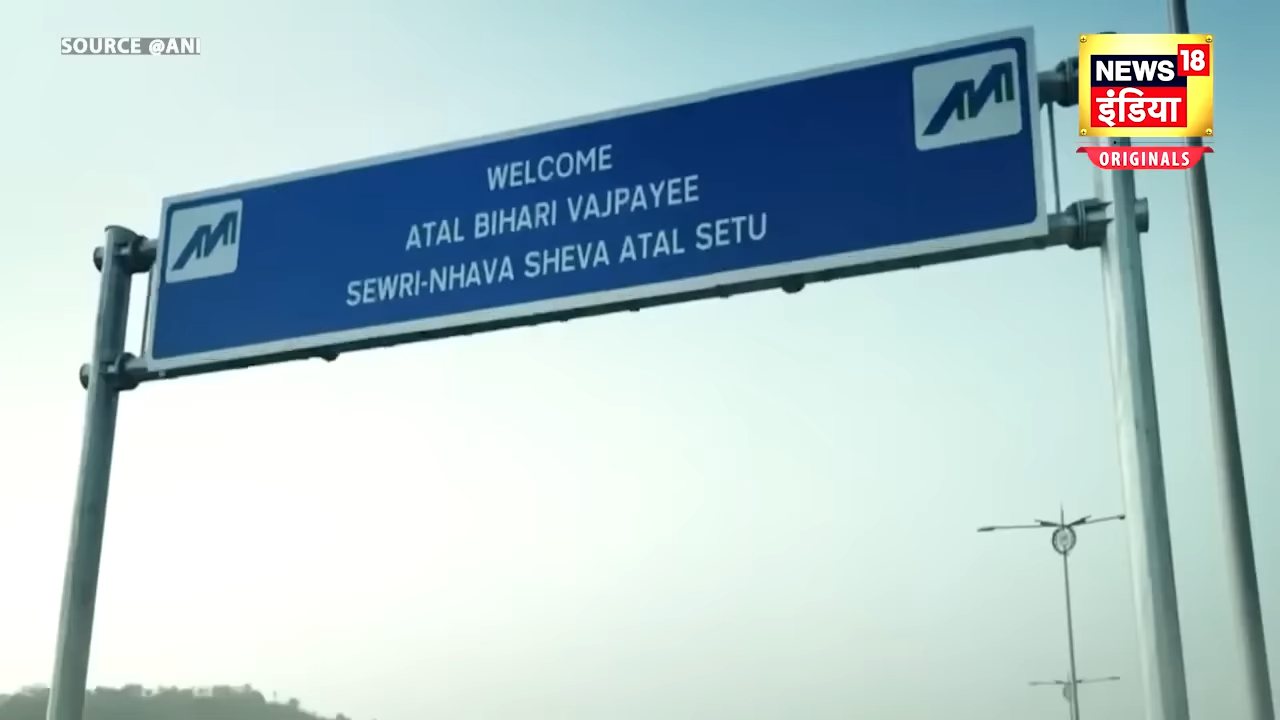 SOURCE @ANI
NEWS 18
इंडिया
ORIGINALS
WELCOME
ATAL BIHARI VAJPAYEE
SEWRI-NHAVA SHEVA ATAL SETU